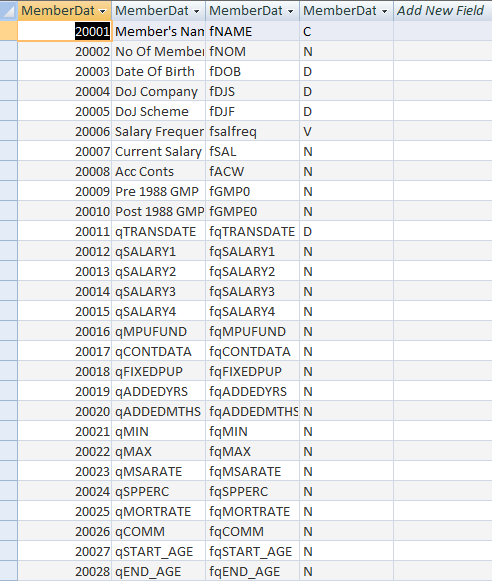 MemberDat MemberDat MemberDat MemberDat Add New Field
20001 Member's Nam fNAME C
20002 No Of Member fNOM N
20003 Date Of Birth fDOB D
20004 DoJ Company fDJS D
20005 DoJ Scheme fDJF D
20006 Salary Frequer fsalfreq V
20007 Current Salary fSAL N
20008 Acc Conts fACW N
20009 Pre 1988 GMP fGMP0 N
20010 Post 1988 GMP fGMPE0 N
20011 qTRANSDATE fqTRANSDATE D
20012 qSALARY1 fqSALARY1 N
20013 qSALARY2 fqSALARY2 N
20014 qSALARY3 fqSALARY3 N
20015 qSALARY4 fqSALARY4 N
20016 qMPUFUND fqMPUFUND N
20017 qCONTDATA fqCONTDATA N
20018 qFIXEDPUP fqFIXEDPUP N
20019 qADDEDYRS fqADDEDYRS N
20020 qADDEDMTHS fqADDEDMTHS N
20021 qMIN fqMIN N
20022 qMAX fqMAX N
20023 qMSARATE fqMSARATE N
20024 qSPPERC fqSPPERC N
20025 qMORTRATE fqMORTRATE N
20026 qCOMM fqCOMM N
20027 qSTART_AGE fqSTART_AGE N
20028 qEND_AGE fqEND_AGE N